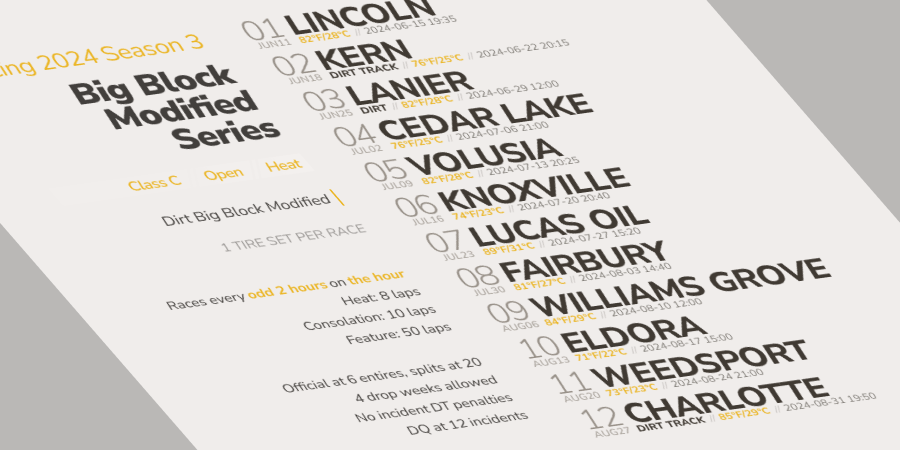 ing 2024 Season 3
Big Block
Modified
Series
Class C Open Heat
Dirt Big Block Modified
1 TIRE SET PER RACE
Races every odd 2 hours on the hour
Heat: 8 laps
Consolation: 10 laps
Feature: 50 laps
Official at 6 entires, splits at 20
4 drop weeks allowed
No incident DT penalties
DQ at 12 incidents
01 LINCOLN
JUN11 82°F/28°C // 2024-06-15 19:35
02 KERN
JUN18 DIRT TRACK // 76°F/25°C // 2024-06-22 20:15
03 LANIER
JUN25 DIRT // 82°F/28°C // 2024-06-29 12:00
04 CEDAR LAKE
JUL02 76°F/25°C // 2024-07-06 21:00
05 VOLUSIA
JUL09 82°F/28°C // 2024-07-13 20:25
06 KNOXVILLE
JUL16 74°F/23°C // 2024-07-20 20:40
07 LUCAS OIL
JUL23 89°F/31°C // 2024-07-27 15:20
08 FAIRBURY
JUL30 81°F/27°C // 2024-08-03 14:40
09 WILLIAMS GROVE
AUG06 84°F/29°C // 2024-08-10 12:00
10 ELDORA
AUG13 71°F/22°C // 2024-08-17 15:00
11 WEEDSPORT
AUG20 73°F/23°C // 2024-08-24 21:00
12 CHARLOTTE
AUG27 DIRT TRACK // 85°F/29°C // 2024-08-31 19:50